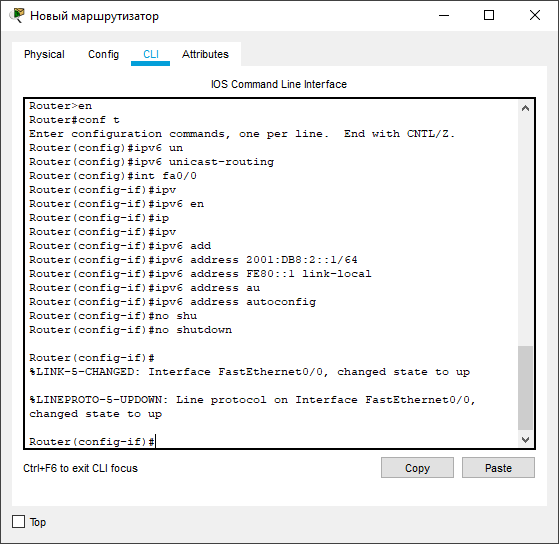 Новый маршрутизатор
Physical Config CLI Attributes
IOS Command Line Interface
Router>en
Router#conf t
Enter configuration commands, one per line.  End with CNTL/Z.
Router(config)#ipv6 un
Router(config)#ipv6 unicast-routing
Router(config)#int fa0/0
Router(config-if)#ipv
Router(config-if)#ipv6 en
Router(config-if)#ip
Router(config-if)#ipv
Router(config-if)#ipv6 add
Router(config-if)#ipv6 address 2001:DB8:2::1/64
Router(config-if)#ipv6 address FE80::1 link-local
Router(config-if)#ipv6 address au
Router(config-if)#ipv6 address autoconfig
Router(config-if)#no shu
Router(config-if)#no shutdown
Router(config-if)#
%LINK-5-CHANGED: Interface FastEthernet0/0, changed state to up
%LINEPROTO-5-UPDOWN: Line protocol on Interface FastEthernet0/0,
changed state to up
Router(config-if)#
Ctrl+F6 to exit CLI focus Copy Paste
Top